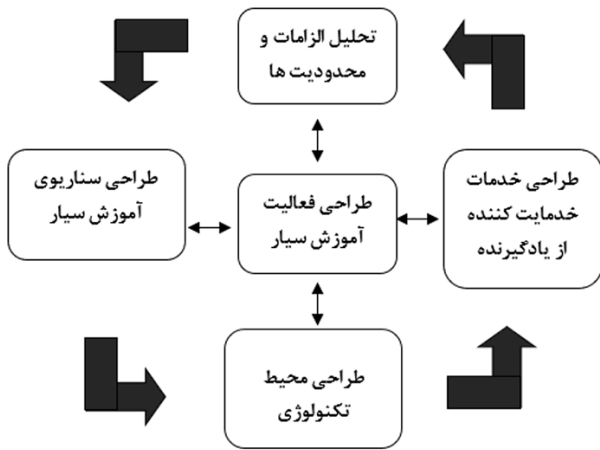 تحلیل الزامات و
محدودیت ها
طراحی خدمات
خدمایت کننده
از یادگیرنده
طراحی فعالیت
آموزش سیار
طراحی سناریوی
آموزش سیار
طراحی محیط
تکنولوژی